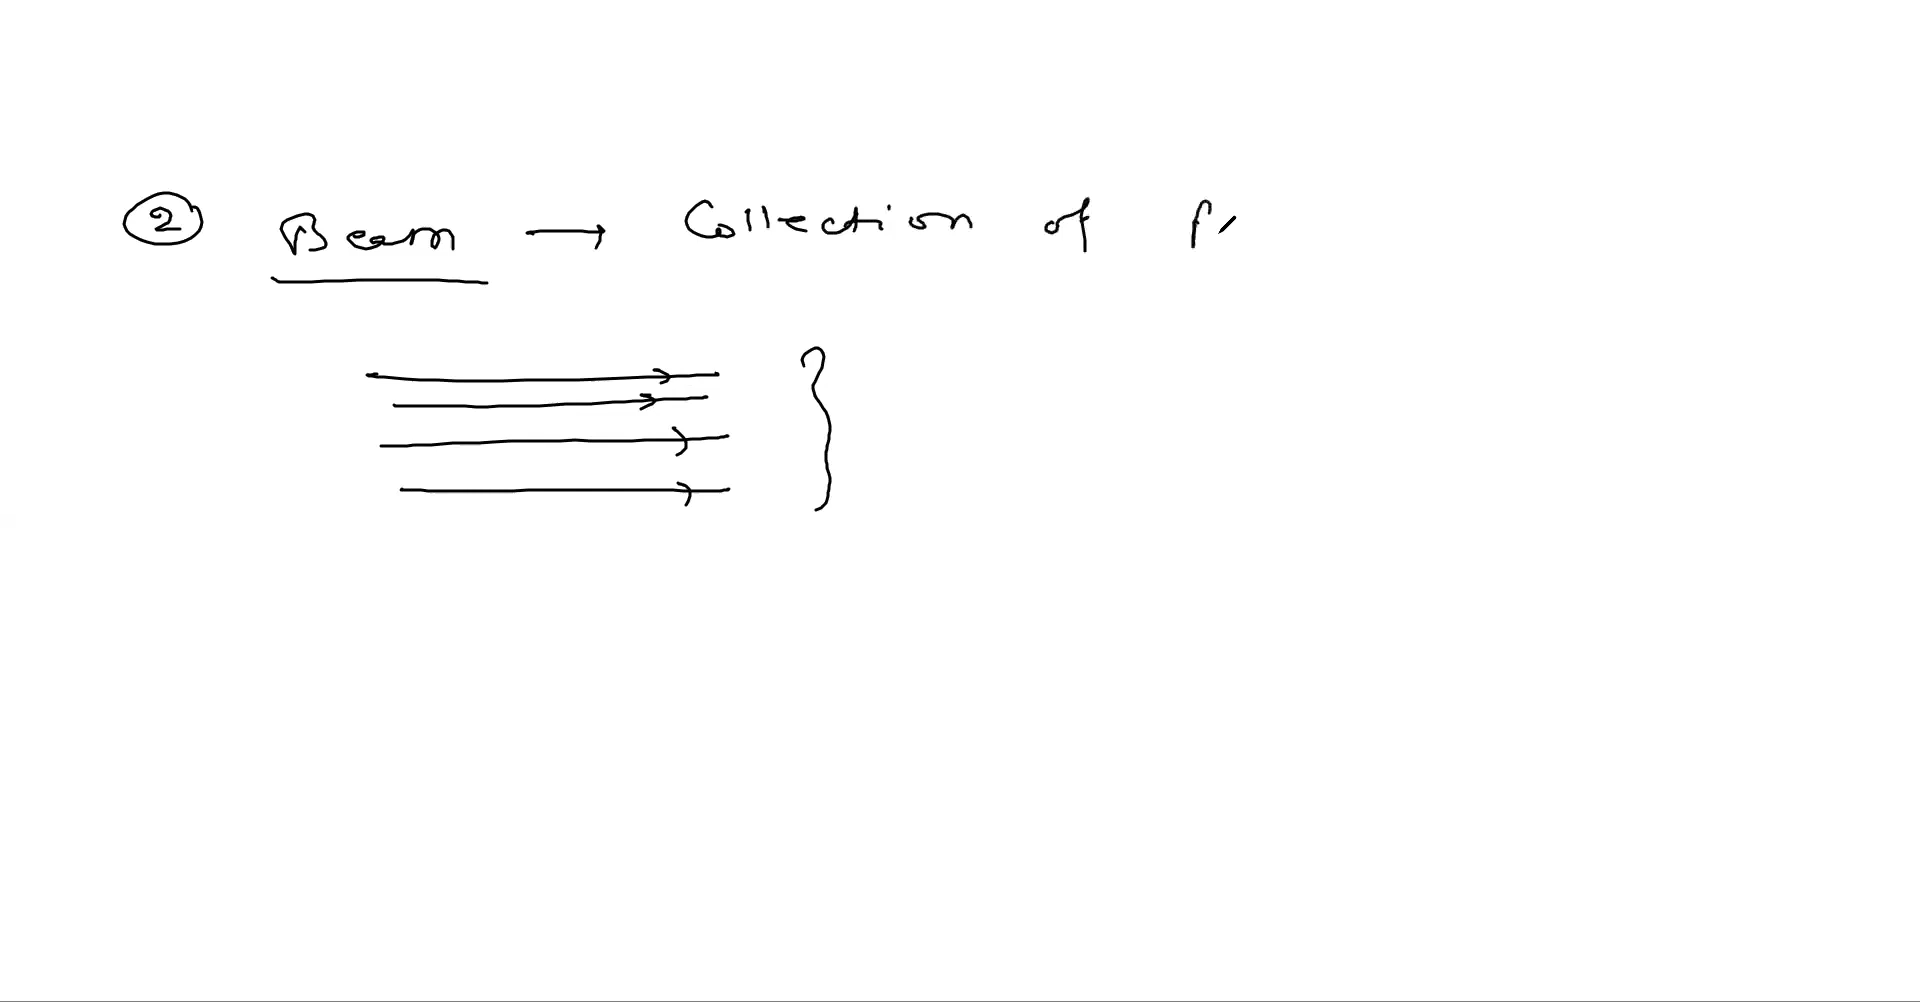 ② Beam → Collection of